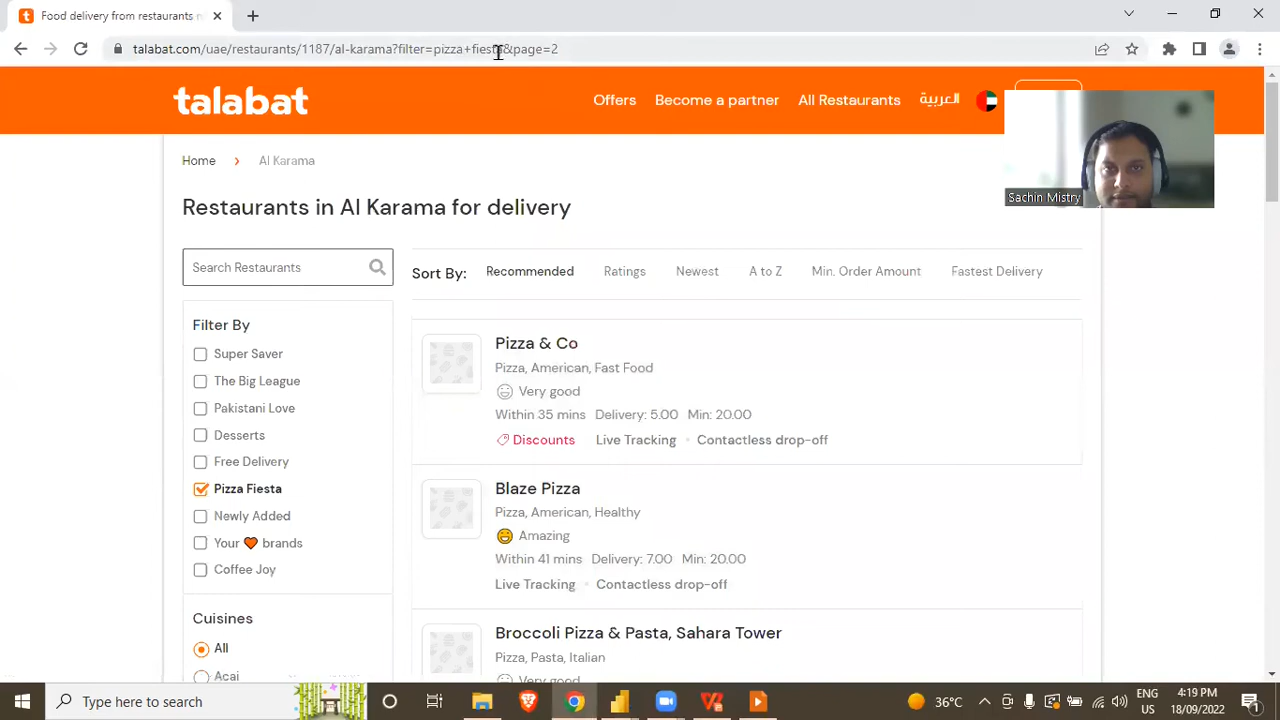 Food delivery from restaurants n
talabat.com/uae/restaurants/1187/al-karama?filter=pizza+fiesta&page=2
talabat
Offers
Become a partner
All Restaurants
العربية
Home
Al Karama
Sachin Mistry
Restaurants in Al Karama for delivery
Search Restaurants
Sort By:
Recommended
Ratings
Newest
A to Z
Min. Order Amount
Fastest Delivery
Filter By
Super Saver
The Big League
Pakistani Love
Desserts
Free Delivery
Pizza Fiesta
Newly Added
Your brands
Coffee Joy
Cuisines
All
Acai
Pizza & Co
Pizza, American, Fast Food
Very good
Within 35 mins Delivery: 5.00 Min: 20.00
Discounts Live Tracking Contactless drop-off
Blaze Pizza
Pizza, American, Healthy
Amazing
Within 41 mins Delivery: 7.00 Min: 20.00
Live Tracking Contactless drop-off
Broccoli Pizza & Pasta, Sahara Tower
Pizza, Pasta, Italian
Very good
Type here to search
36°C
ENG
4:19 PM
18/09/2022